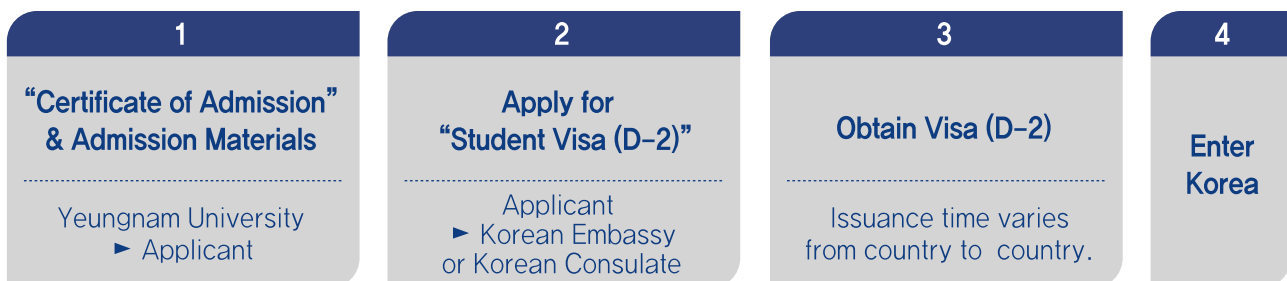 1
“Certificate of Admission”
& Admission Materials
Yeungnam University
► Applicant
2
Apply for
“Student Visa (D-2)”
Applicant
► Korean Embassy
or Korean Consulate
3
Obtain Visa (D-2)
Issuance time varies
from country to country.
4
Enter
Korea